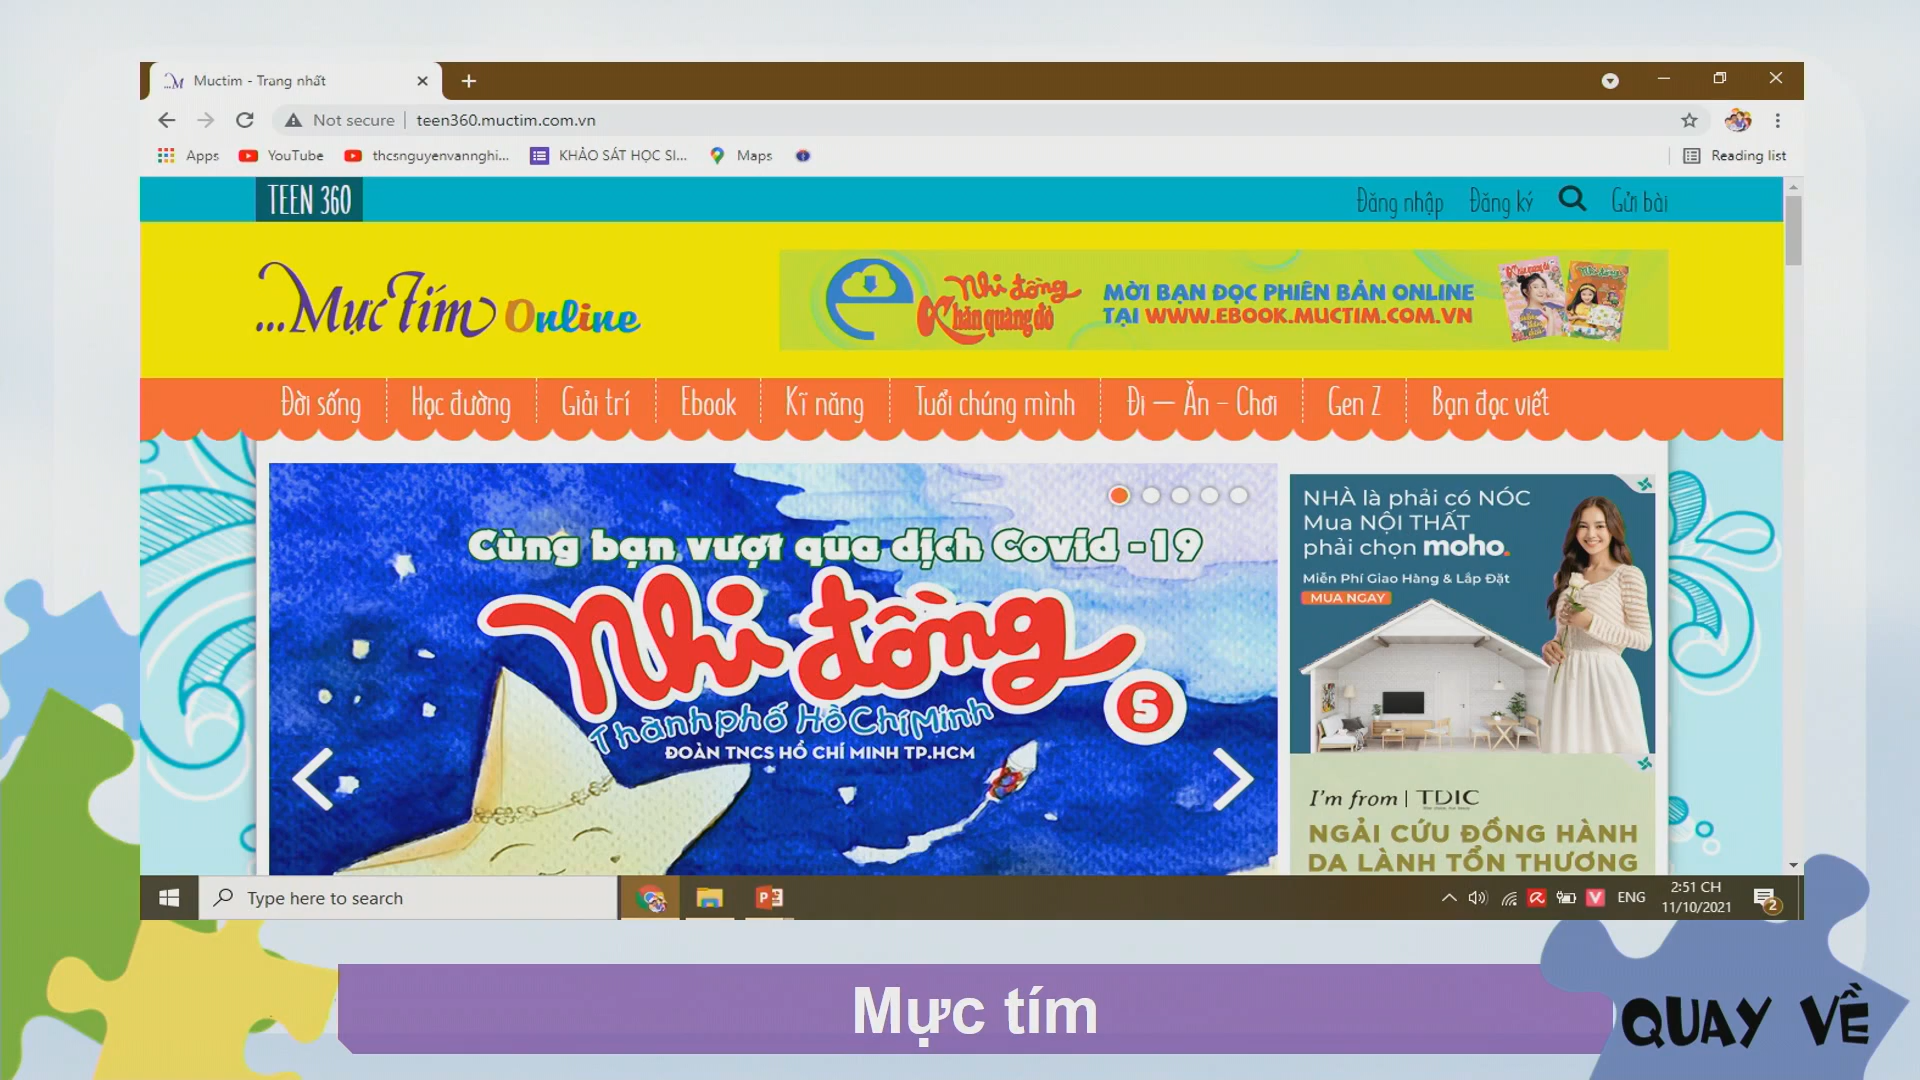 Muctim - Trang nhất
Not secure | teen360.muctim.com.vn
Apps YouTube thcsnguyenvannghi... KHẢO SÁT HỌC SI... Maps Reading list
TEEN 360 Đăng nhập Đăng ký Gửi bài
...Mực Tím Online
Nhi đồng
Khăn quàng đỏ
MỜI BẠN ĐỌC PHIÊN BẢN ONLINE
TẠI WWW.EBOOK.MUCTIM.COM.VN
Đời sống Học đường Giải trí Ebook Kĩ năng Tuổi chúng mình Đi — Ăn - Chơi Gen Z Bạn đọc viết
Cùng bạn vượt qua dịch Covid -19
Nhi đồng
Thành phố Hồ Chí Minh
5
ĐOÀN TNCS HỒ CHÍ MINH TP.HCM
NHÀ là phải có NÓC
Mua NỘI THẤT
phải chọn moho.
Miễn Phí Giao Hàng & Lắp Đặt
MUA NGAY
I'm from | TDIC
NGẢI CỨU ĐỒNG HÀNH
DA LÀNH TỔN THƯƠNG
Type here to search
ENG
2:51 CH
11/10/2021
2
Mực tím
QUAY VỀ